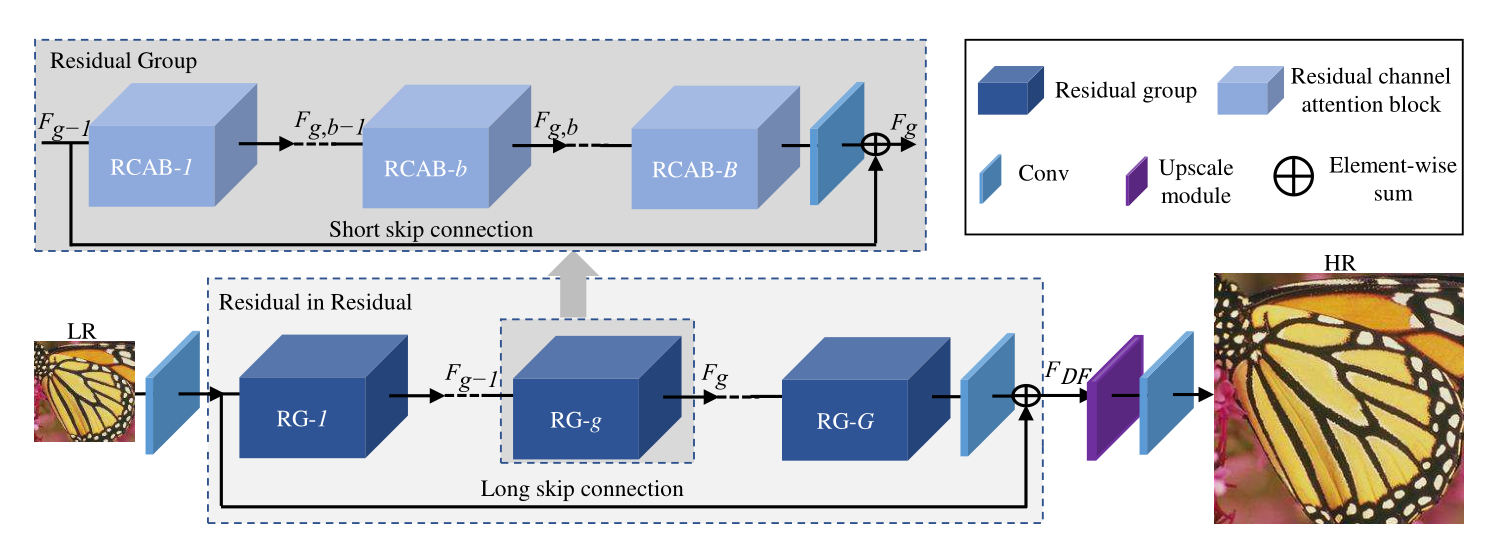 Residual Group
F_{g−1}
F_{g,b−1}
F_{g,b}
F_g
RCAB-1
RCAB-b
RCAB-B
Short skip connection
Residual group
Residual channel
attention block
Conv
Upscale
module
Element-wise
sum
HR
Residual in Residual
LR
F_{g−1}
F_g
F_{DF}
RG-1
RG-g
RG-G
Long skip connection